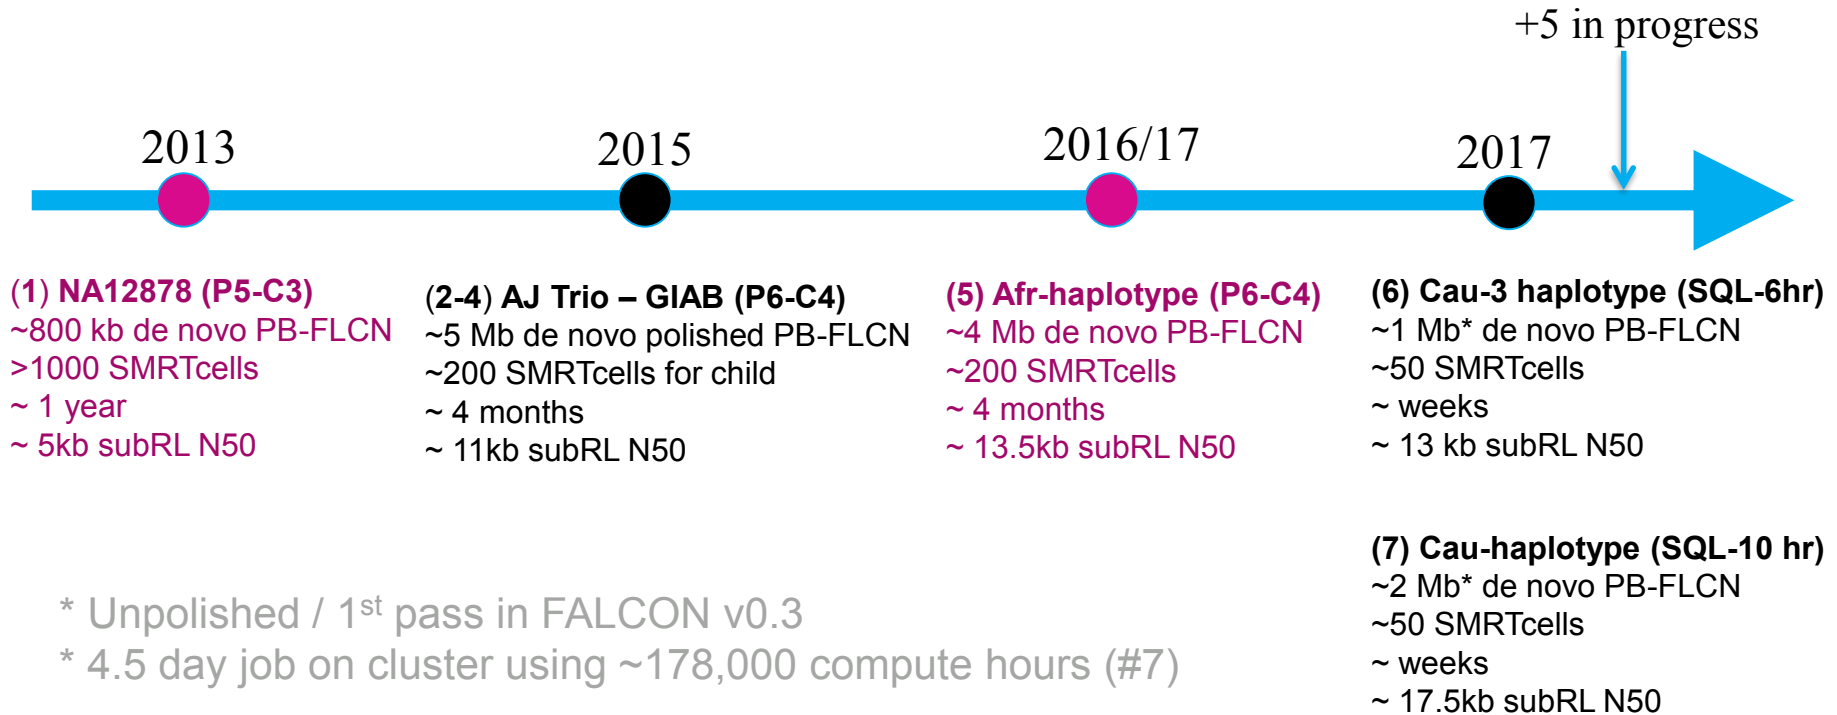 +5 in progress
2013
2015
2016/17
2017
(1) NA12878 (P5-C3)
~800 kb de novo PB-FLCN
>1000 SMRTcells
~ 1 year
~ 5kb subRL N50
(2-4) AJ Trio – GIAB (P6-C4)
~5 Mb de novo polished PB-FLCN
~200 SMRTcells for child
~ 4 months
~ 11kb subRL N50
(5) Afr-haplotype (P6-C4)
~4 Mb de novo PB-FLCN
~200 SMRTcells
~ 4 months
~ 13.5kb subRL N50
(6) Cau-3 haplotype (SQL-6hr)
~1 Mb* de novo PB-FLCN
~50 SMRTcells
~ weeks
~ 13 kb subRL N50
(7) Cau-haplotype (SQL-10 hr)
~2 Mb* de novo PB-FLCN
~50 SMRTcells
~ weeks
~ 17.5kb subRL N50
* Unpolished / 1st pass in FALCON v0.3
* 4.5 day job on cluster using ~178,000 compute hours (#7)